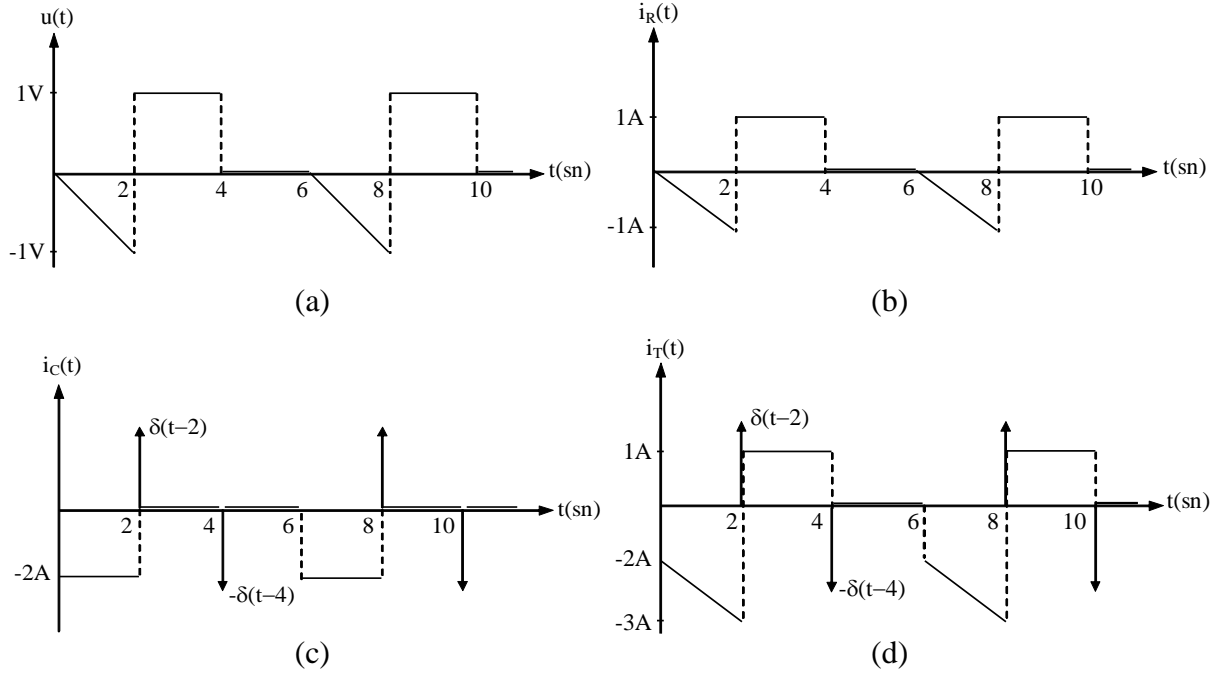 u(t)
1V
2 4 6 8 10 t(sn)
-1V
(a)
i_R(t)
1A
2 4 6 8 10 t(sn)
-1A
(b)
i_C(t)
δ(t−2)
2 4 6 8 10 t(sn)
-2A
-δ(t−4)
(c)
i_T(t)
δ(t−2)
1A
2 4 6 8 10 t(sn)
-2A
-δ(t−4)
-3A
(d)